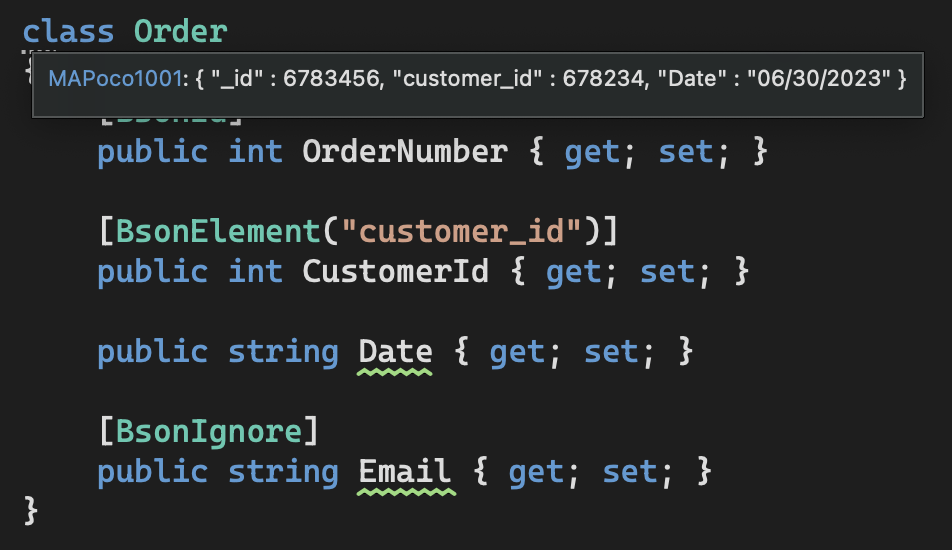 class Order
{
MAPoco1001: { "_id" : 6783456, "customer_id" : 678234, "Date" : "06/30/2023" }
[BsonId]
public int OrderNumber { get; set; }
[BsonElement("customer_id")]
public int CustomerId { get; set; }
public string Date { get; set; }
[BsonIgnore]
public string Email { get; set; }
}